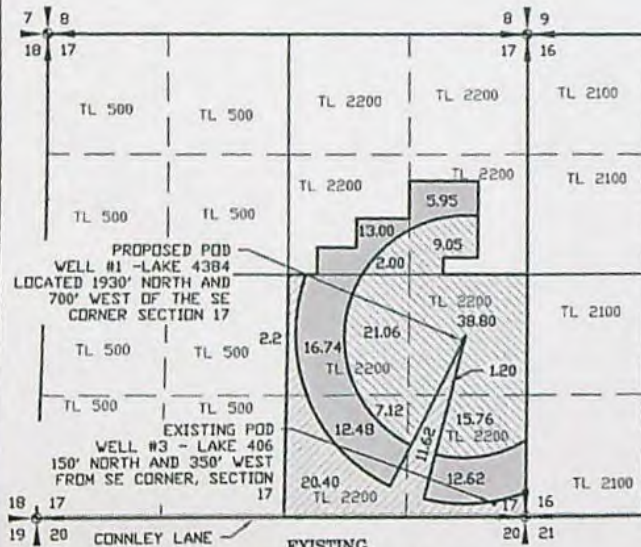 7 8
18 17
8 9
17 16
TL 500
TL 500
TL 2200
TL 2200
TL 2100
TL 500
TL 500
TL 2200
TL 2200
TL 2100
5.95
13.00
9.05
2.00
PROPOSED POD
WELL #1 -LAKE 4384
LOCATED 1930' NORTH AND
700' WEST OF THE SE
CORNER SECTION 17
TL 2200
38.80
TL 2100
2.2
21.06
TL 500
TL 500
16.74
TL 2200
1.20
TL 500
TL 500
7.12
15.76
TL 2200
EXISTING POD
WELL #3 - LAKE 406
150' NORTH AND 350' WEST
FROM SE CORNER, SECTION
17
12.48
11.62
12.62
TL 2100
20.40
TL 2200
18 17
19 20
17 16
20 21
CONNLEY LANE
EXISTING